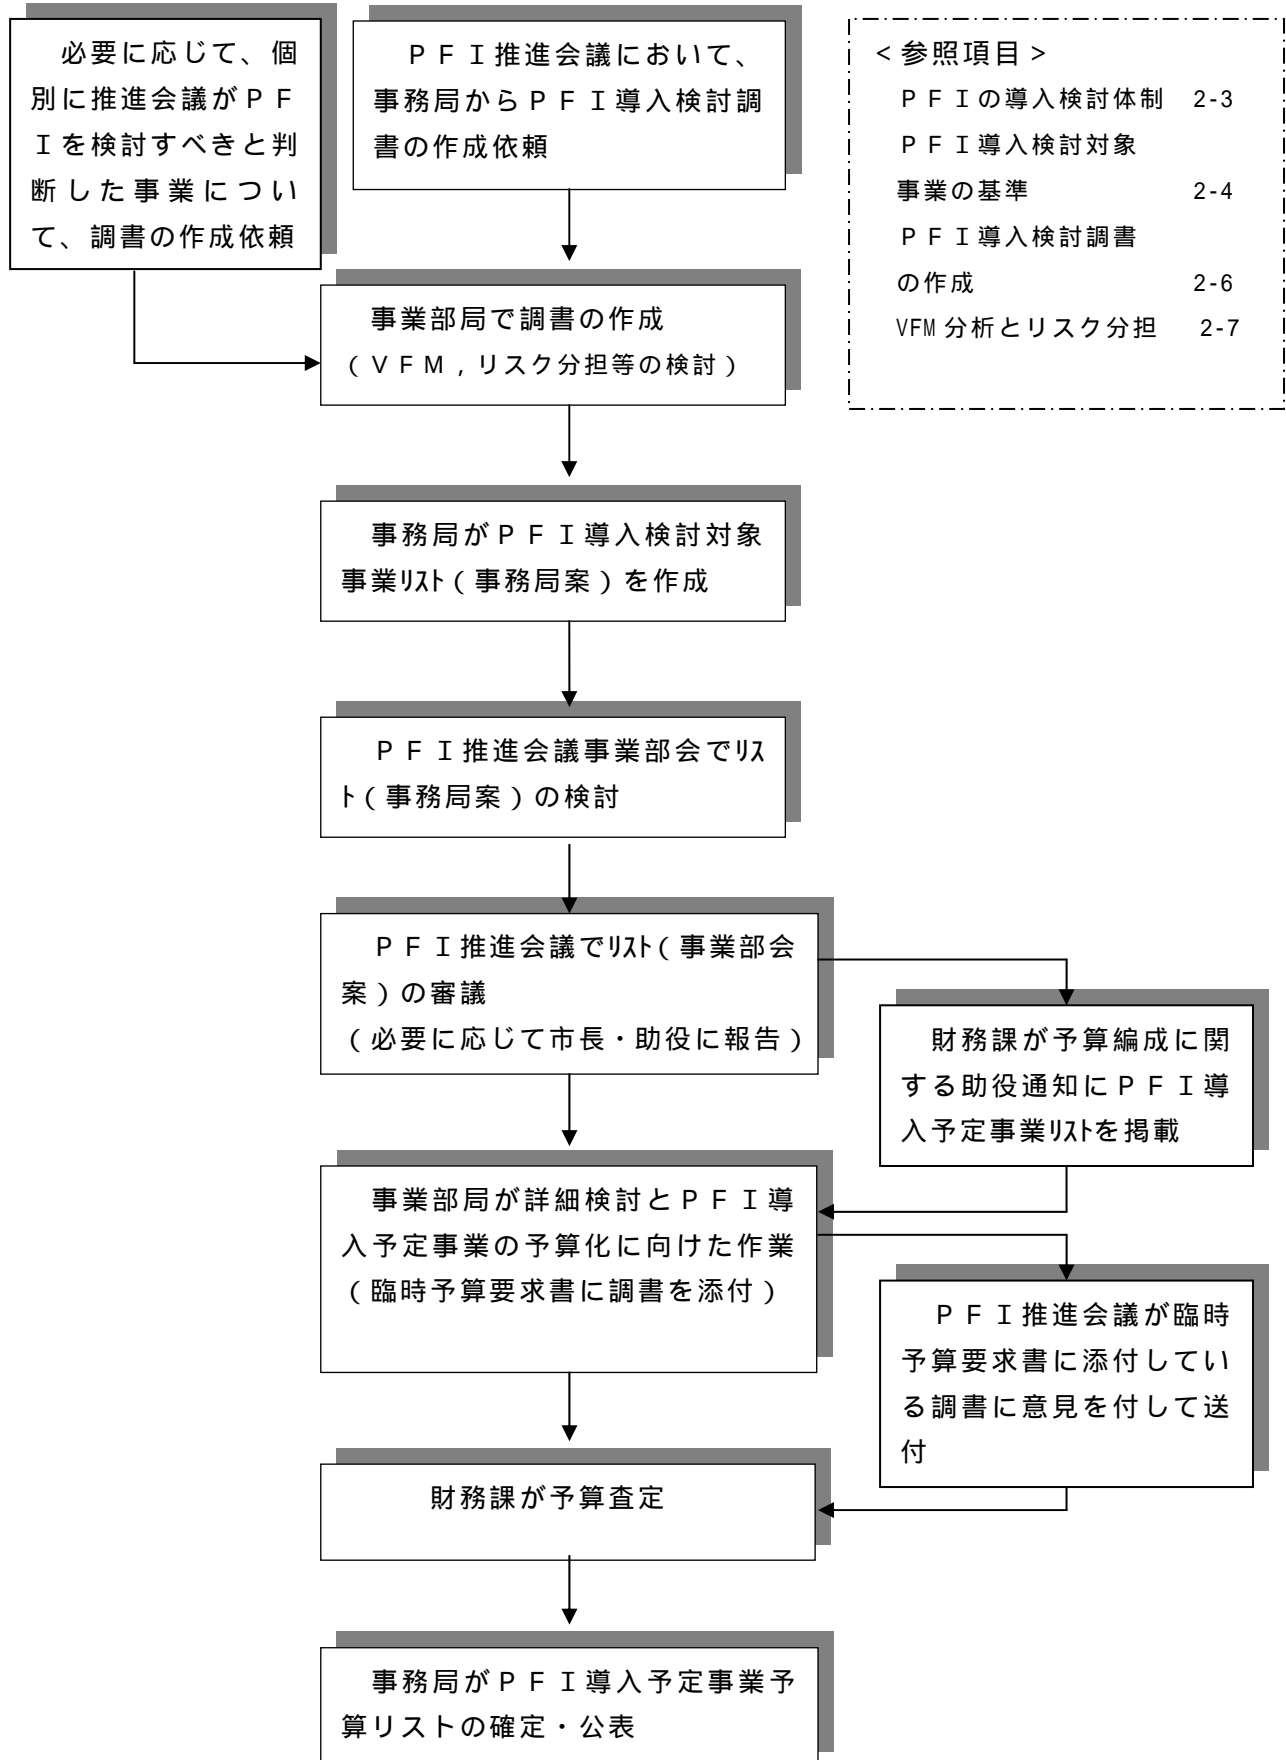 必要に応じて、個
別に推進会議がＰＦ
Ｉを検討すべきと判
断した事業につい
て、調書の作成依頼
ＰＦＩ推進会議において、
事務局からＰＦＩ導入検討調
書の作成依頼
＜参照項目＞
ＰＦＩの導入検討体制 2-3
ＰＦＩ導入検討対象
事業の基準 2-4
ＰＦＩ導入検討調書
の作成 2-6
VFM分析とリスク分担 2-7
事業部局で調書の作成
（ＶＦＭ，リスク分担等の検討）
事務局がＰＦＩ導入検討対象
事業ﾘｽﾄ（事務局案）を作成
ＰＦＩ推進会議事業部会でﾘｽ
ﾄ（事務局案）の検討
ＰＦＩ推進会議でﾘｽﾄ（事業部会
案）の審議
（必要に応じて市長・助役に報告）
財務課が予算編成に関
する助役通知にＰＦＩ導
入予定事業ﾘｽﾄを掲載
事業部局が詳細検討とＰＦＩ導
入予定事業の予算化に向けた作業
（臨時予算要求書に調書を添付）
ＰＦＩ推進会議が臨時
予算要求書に添付してい
る調書に意見を付して送
付
財務課が予算査定
事務局がＰＦＩ導入予定事業予
算リストの確定・公表